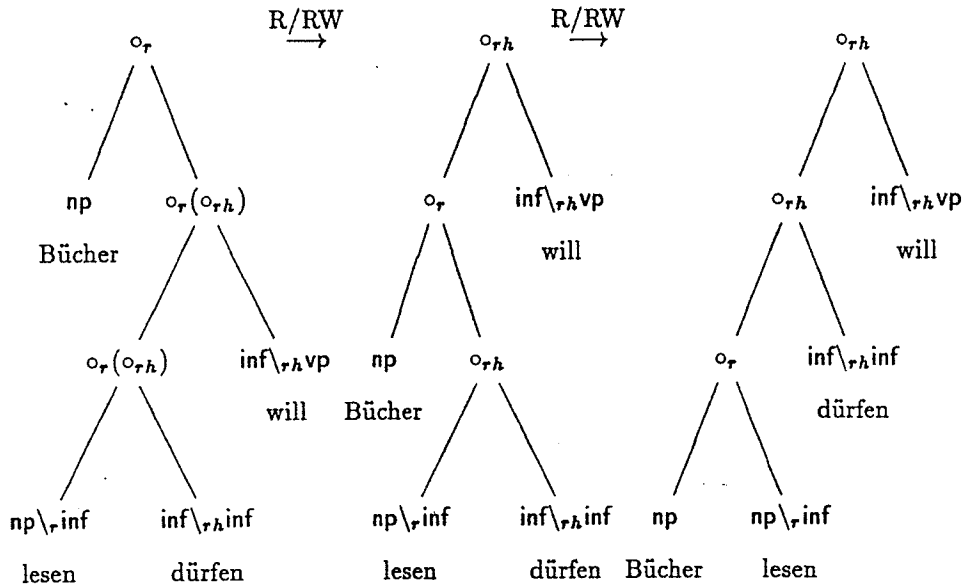 R/RW R/RW
∘r ∘rh ∘rh
np ∘r(∘rh) ∘r inf\rhvp ∘rh inf\rhvp
Bücher will will
∘r(∘rh) inf\rhvp np ∘rh ∘r inf\rhinf
will Bücher dürfen
np\rinf inf\rhinf np\rinf inf\rhinf np np\rinf
lesen dürfen lesen dürfen Bücher lesen